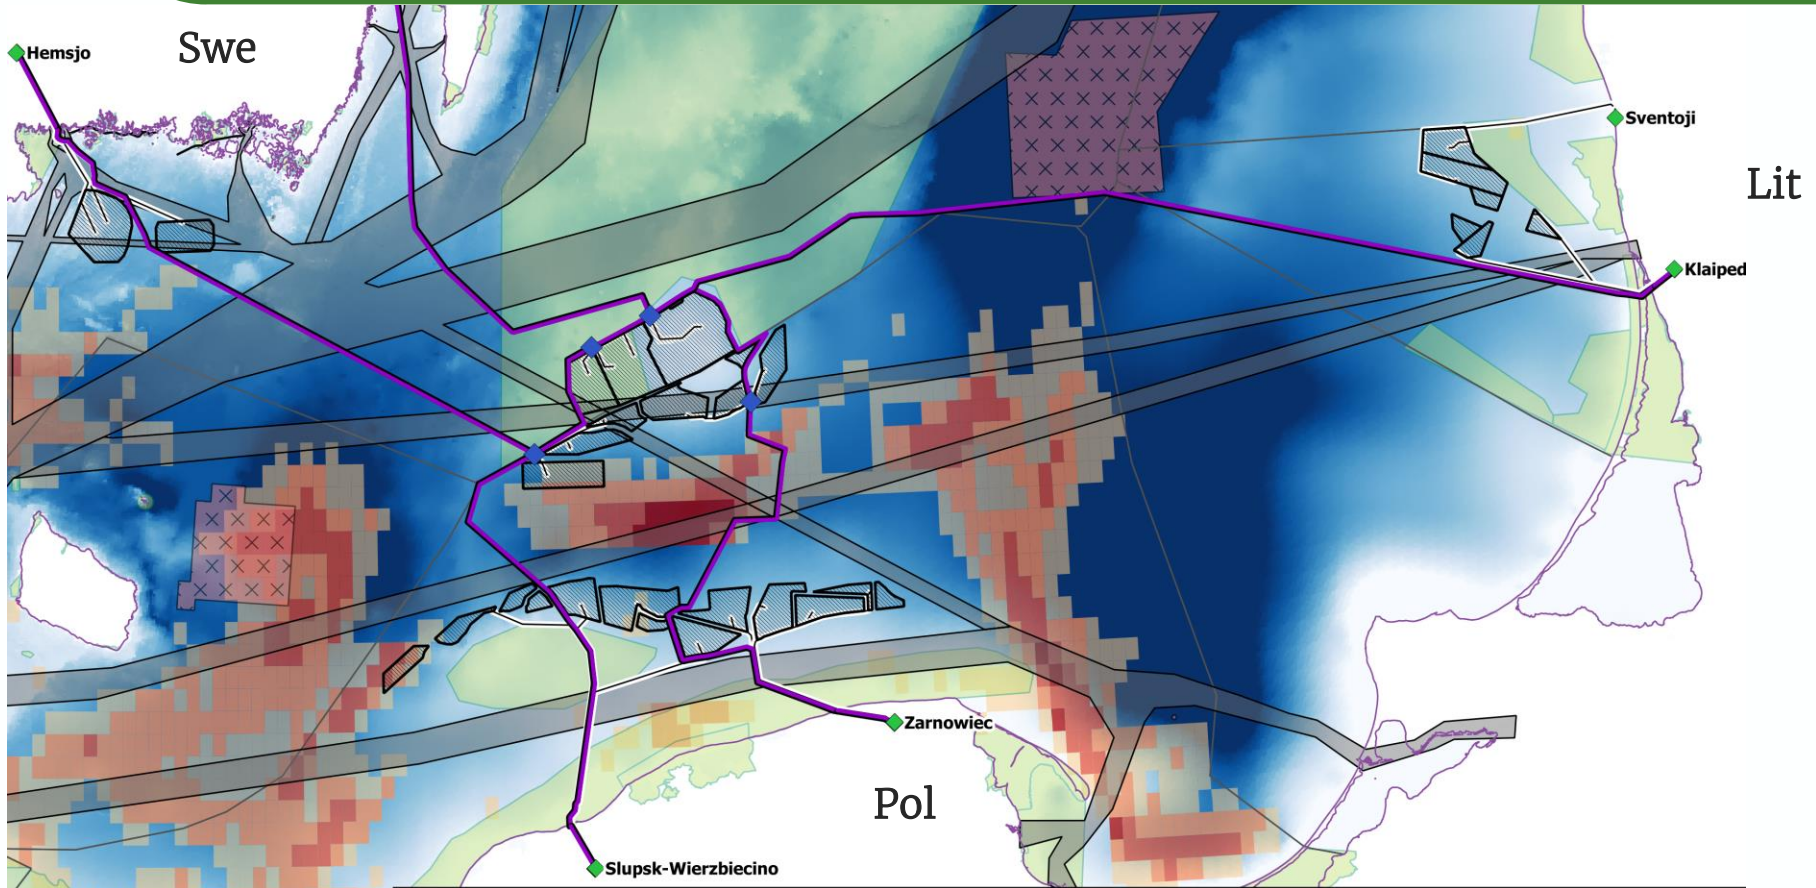 Swe
Hemsjo
Sventoji
Lit
Klaiped
Zarnowiec
Pol
Slupsk-Wierzbiecino